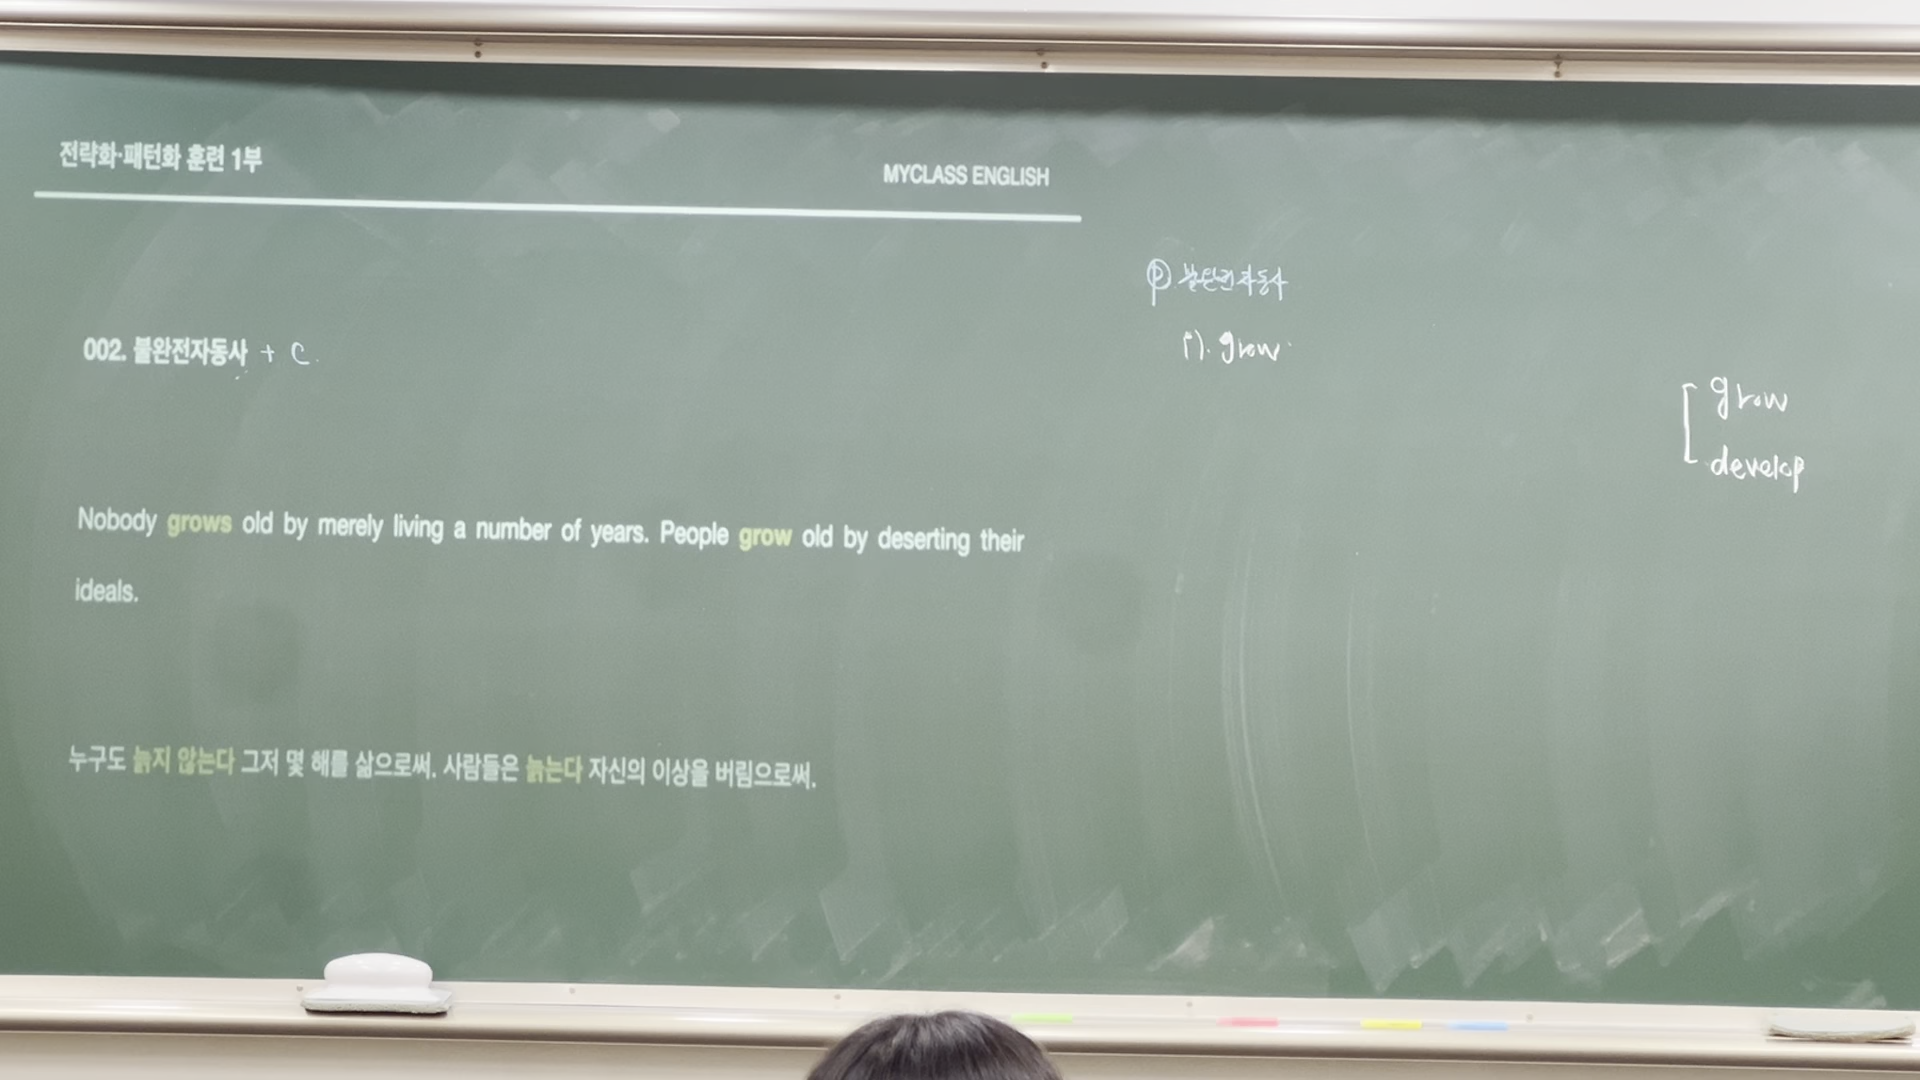 전략화·패턴화 훈련 1부
MYCLASS ENGLISH
002. 불완전자동사 + C.
Nobody grows old by merely living a number of years. People grow old by deserting their
ideals.
누구도 늙지 않는다 그저 몇 해를 삶으로써. 사람들은 늙는다 자신의 이상을 버림으로써.
ⓟ 불완전자동사
1). grow
grow
develop